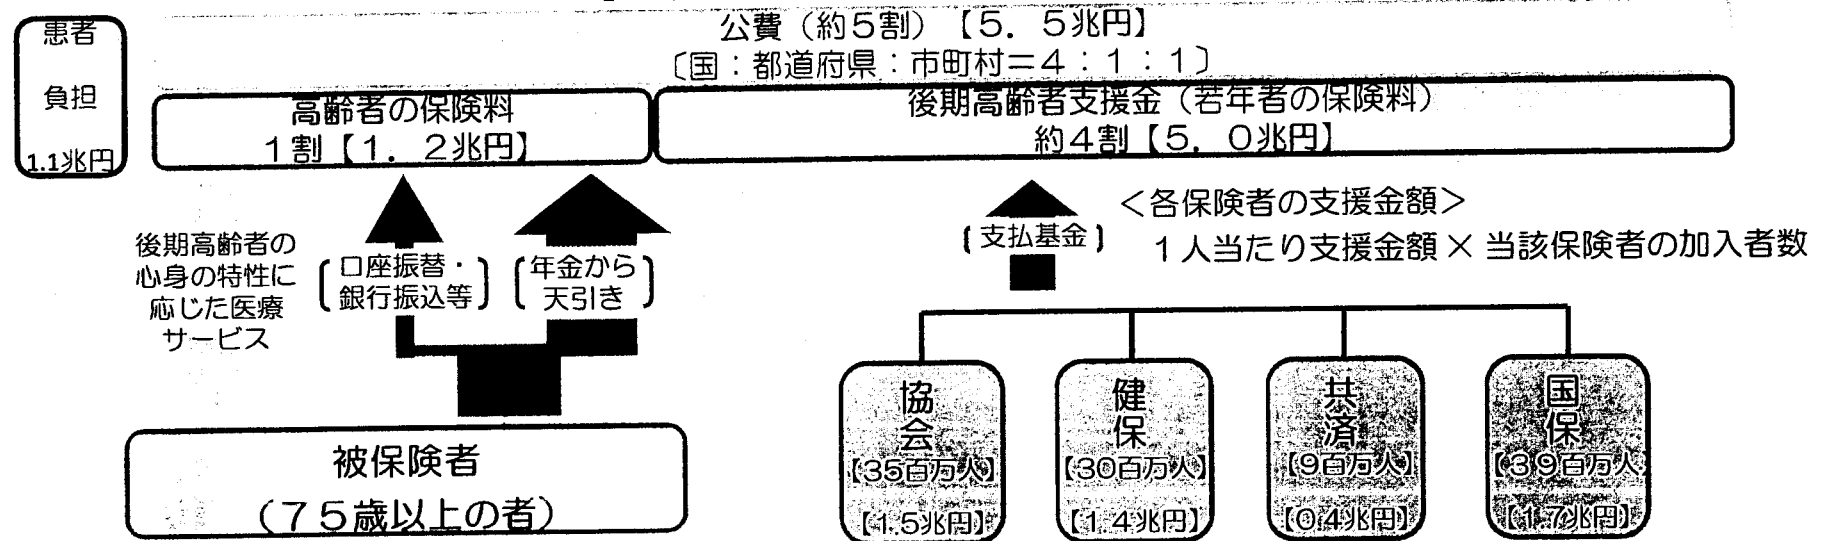 患者
負担
1.1兆円
公費（約５割）【５．５兆円】
〔国：都道府県：市町村＝４：１：１〕
高齢者の保険料
１割【１．２兆円】
後期高齢者支援金（若年者の保険料）
約４割【５．０兆円】
後期高齢者の
心身の特性に
応じた医療
サービス
口座振替・
銀行振込等
年金から
天引き
支払基金
＜各保険者の支援金額＞
１人当たり支援金額 × 当該保険者の加入者数
被保険者
（７５歳以上の者）
協会
【35百万人】
【1.5兆円】
健保
【30百万人】
【1.4兆円】
共済
【9百万人】
【0.4兆円】
国保
【39百万人
【1.7兆円】